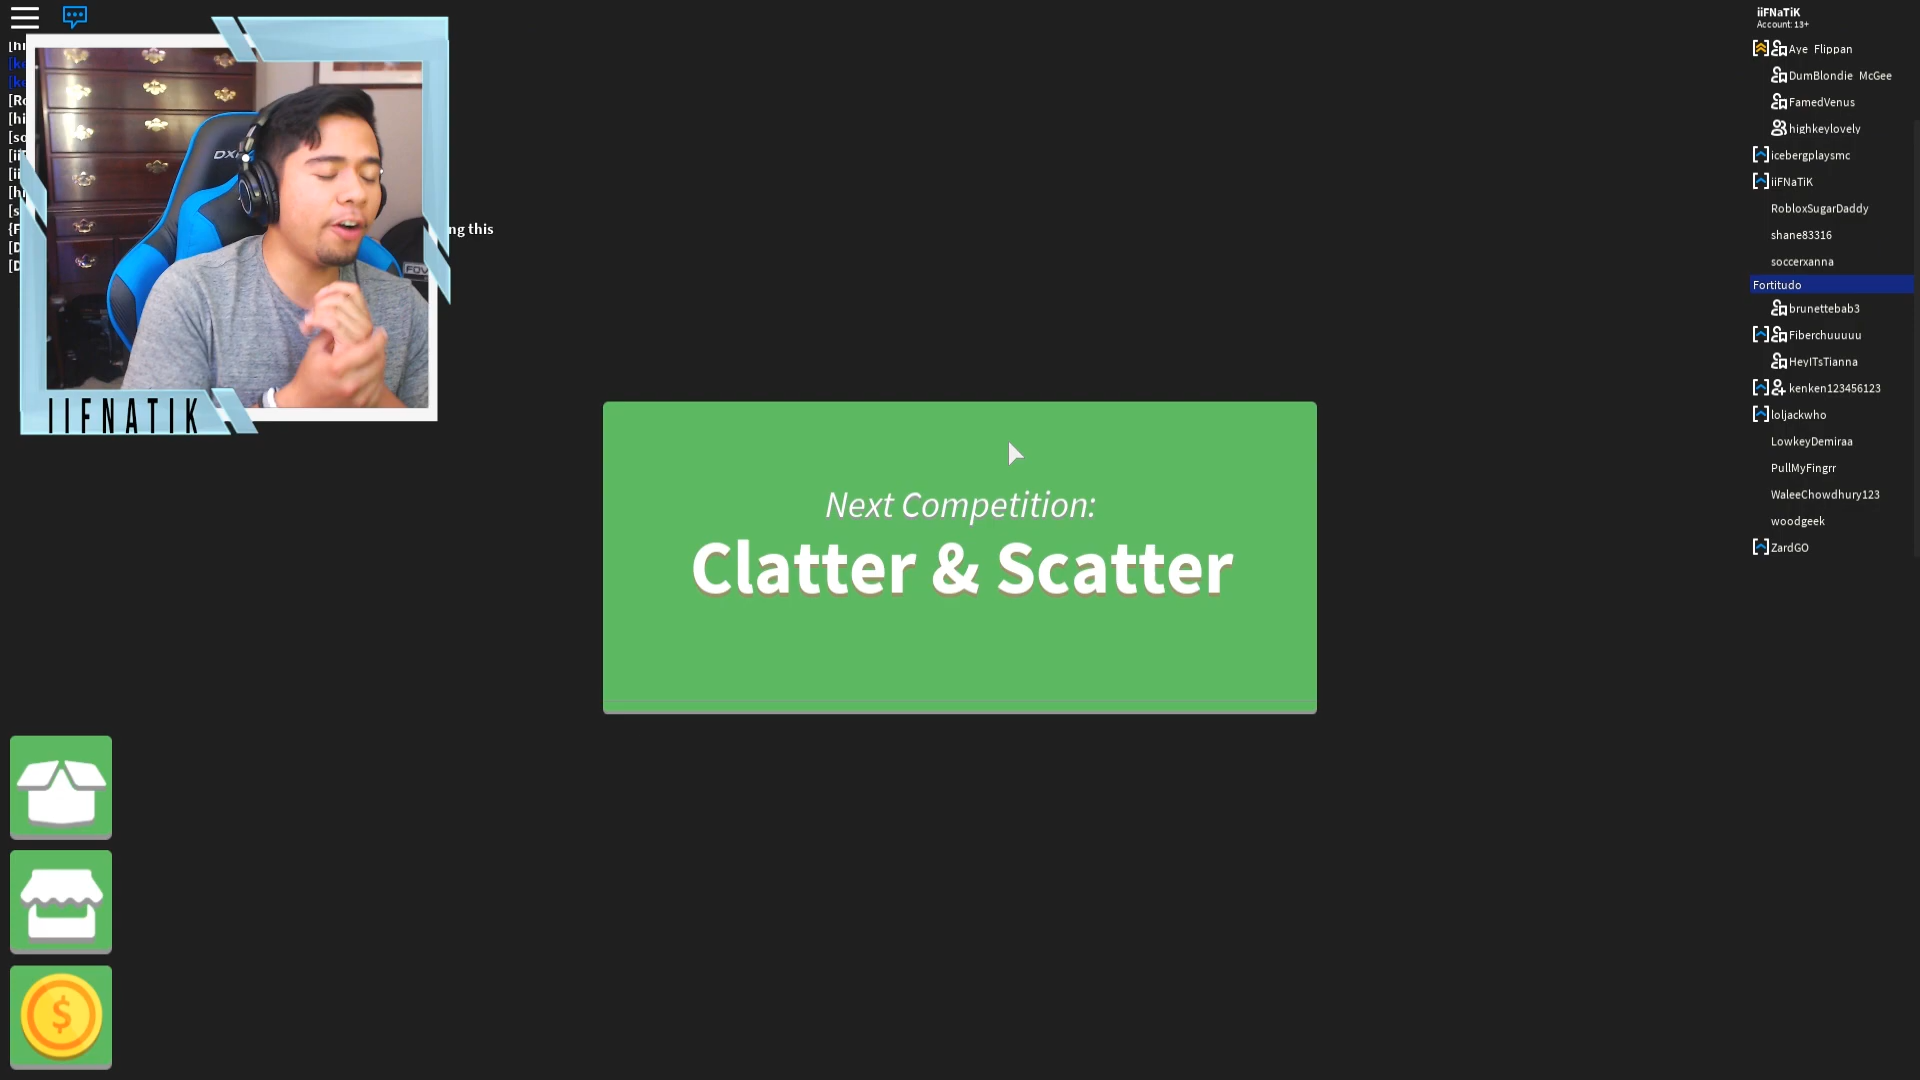 iiFNaTiK
Account: 13+
Aye_Flippan
DumBlondie_McGee
FamedVenus
highkeylovely
icebergplaysmc
iiFNaTiK
RobloxSugarDaddy
shane83316
soccerxanna
Fortitudo
brunettebab3
Fiberchuuuuu
HeyITsTianna
kenken123456123
loljackwho
LowkeyDemiraa
PullMyFingrr
WaleeChowdhury123
woodgeek
ZardGO
ng this
IIFNATIK
Next Competition:
Clatter & Scatter